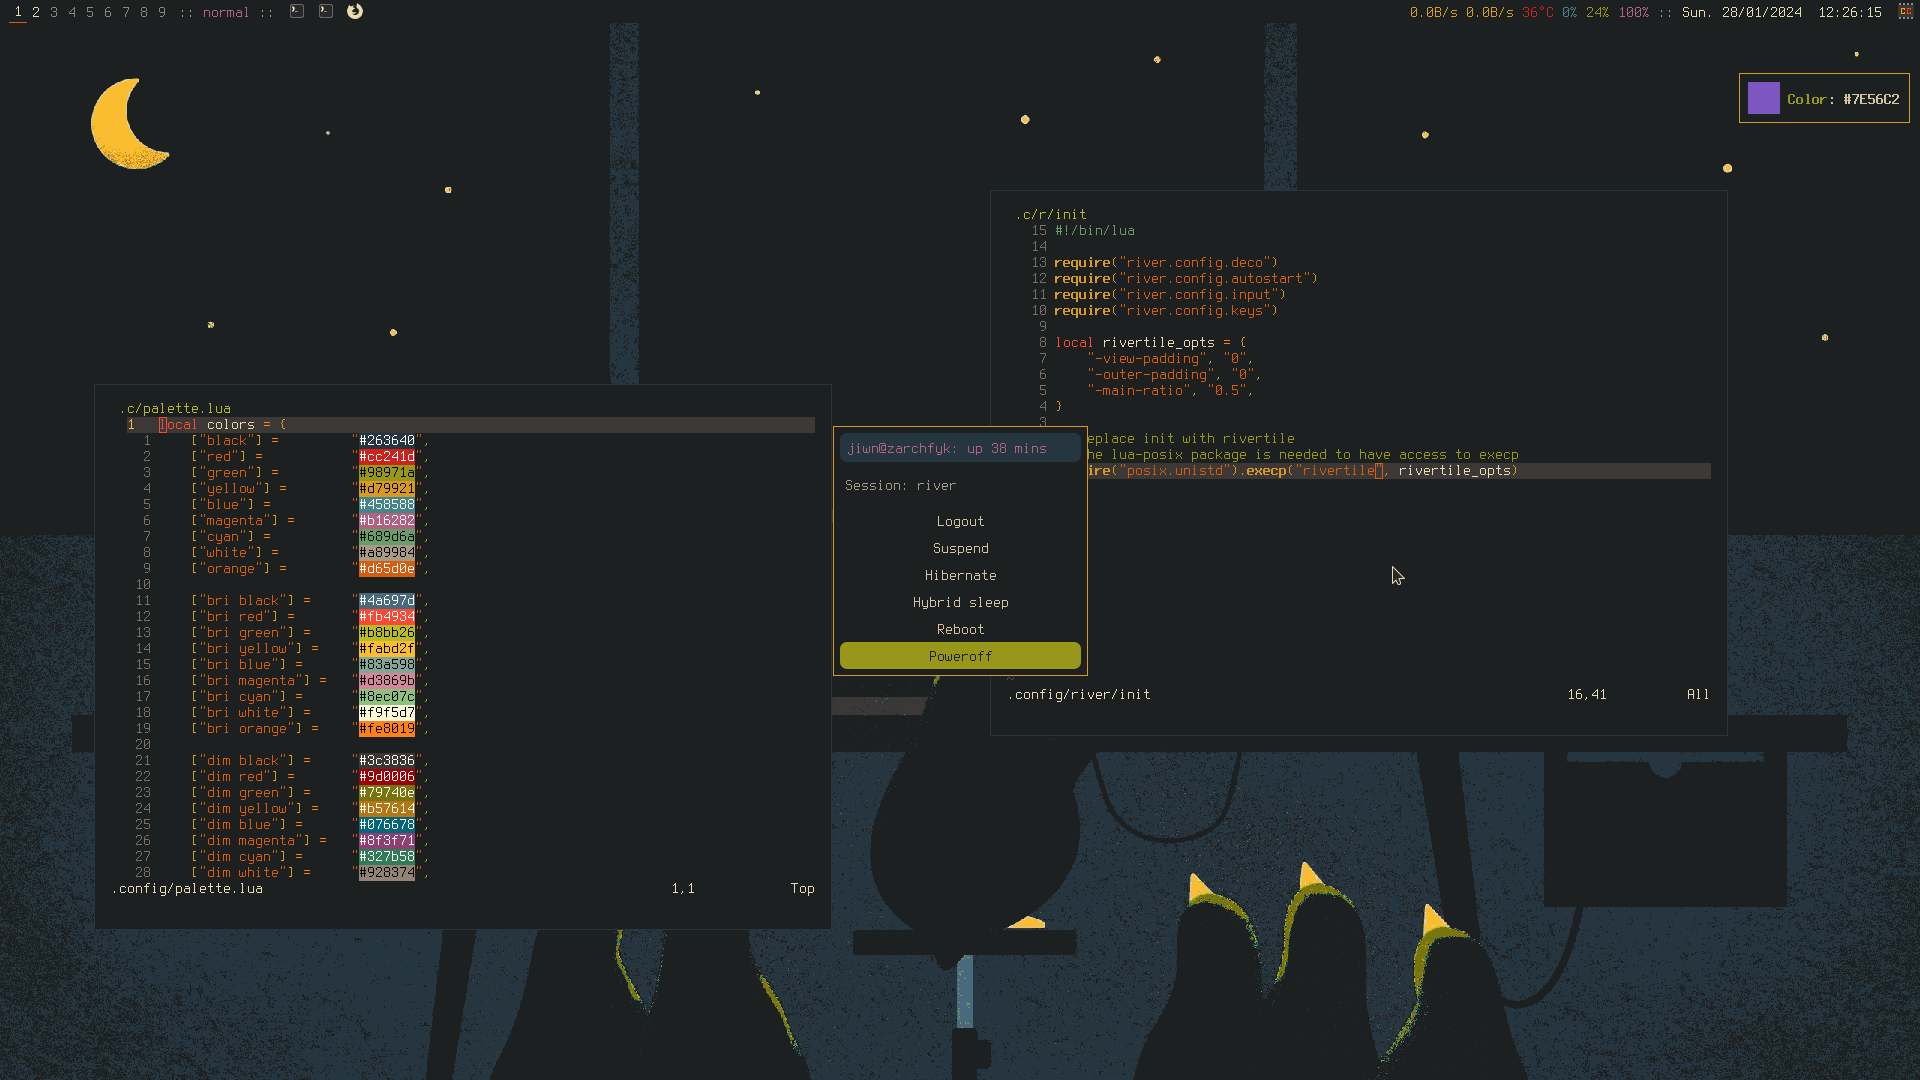 1 2 3 4 5 6 7 8 9 :: normal ::
0.0B/s 0.0B/s 36°C 0% 24% 100% :: Sun. 28/01/2024 12:26:15
Color: #7E56C2
.c/r/init
15 #!/bin/lua
14
13 require("river.config.deco")
12 require("river.config.autostart")
11 require("river.config.input")
10 require("river.config.keys")
9
8 local rivertile_opts = {
7 "-view-padding", "0",
6 "-outer-padding", "0",
5 "-main-ratio", "0.5",
4 }
3
eplace init with rivertile
he lua-posix package is needed to have access to execp
ire("posix.unistd").execp("rivertile", rivertile_opts)
~
.config/river/init 16,41 All
.c/palette.lua
1 local colors = {
1 ["black"] = "#263640",
2 ["red"] = "#cc241d",
3 ["green"] = "#98971a",
4 ["yellow"] = "#d79921",
5 ["blue"] = "#458588",
6 ["magenta"] = "#b16282",
7 ["cyan"] = "#689d6a",
8 ["white"] = "#a89984",
9 ["orange"] = "#d65d0e",
10
11 ["bri black"] = "#4a697d",
12 ["bri red"] = "#fb4934",
13 ["bri green"] = "#b8bb26",
14 ["bri yellow"] = "#fabd2f",
15 ["bri blue"] = "#83a598",
16 ["bri magenta"] = "#d3869b",
17 ["bri cyan"] = "#8ec07c",
18 ["bri white"] = "#f9f5d7",
19 ["bri orange"] = "#fe8019",
20
21 ["dim black"] = "#3c3836",
22 ["dim red"] = "#9d0006",
23 ["dim green"] = "#79740e",
24 ["dim yellow"] = "#b57614",
25 ["dim blue"] = "#076678",
26 ["dim magenta"] = "#8f3f71",
27 ["dim cyan"] = "#327b58",
28 ["dim white"] = "#928374",
.config/palette.lua 1,1 Top
jiwn@zarchfyk: up 38 mins
Session: river
Logout
Suspend
Hibernate
Hybrid sleep
Reboot
Poweroff